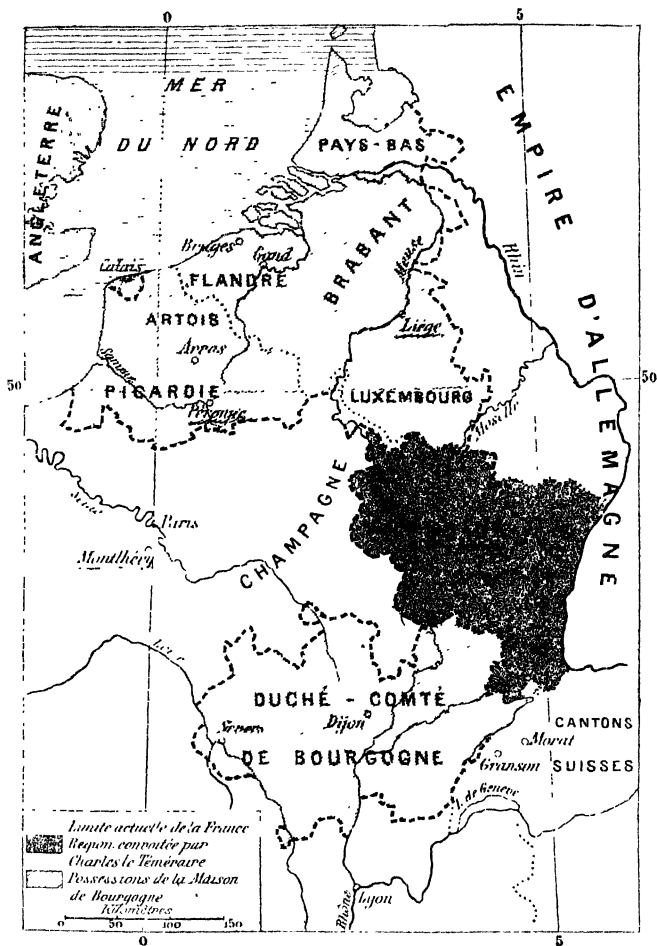 0 5
MER
DU NORD
ANGLETERRE
EMPIRE D'ALLEMAGNE
PAYS-BAS
BRABANT
Bruges
Gand
Calais
FLANDRE
Meuse
Rhin
ARTOIS
Liége
Arras
Somme
50 50
PICARDIE
LUXEMBOURG
Péronne
Moselle
CHAMPAGNE
Seine
Paris
Montlhéry
Loire
DUCHÉ-COMTÉ
Nevers
Dijon
CANTONS
Morat
DE BOURGOGNE
Granson
SUISSES
L. de Genève
Limite actuelle de la France
Région convoitée par
Charles le Téméraire
Possessions de la Maison
de Bourgogne
Kilomètres
0 50 100 150
Rhône
Lyon
0 5